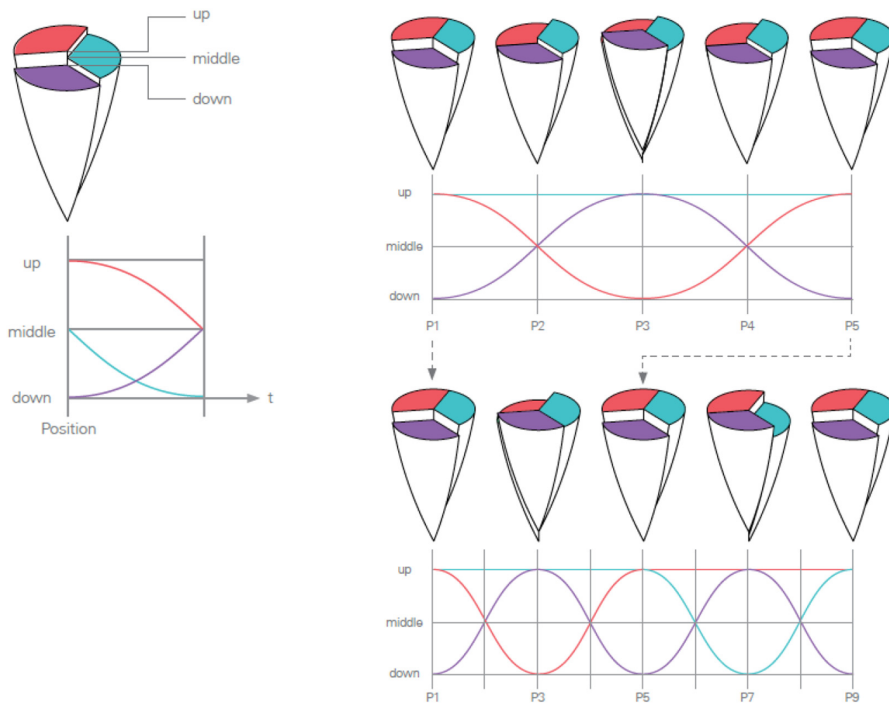 up
middle
down
up
middle
down
t
Position
up
middle
down
P1 P2 P3 P4 P5
up
middle
down
P1 P3 P5 P7 P9